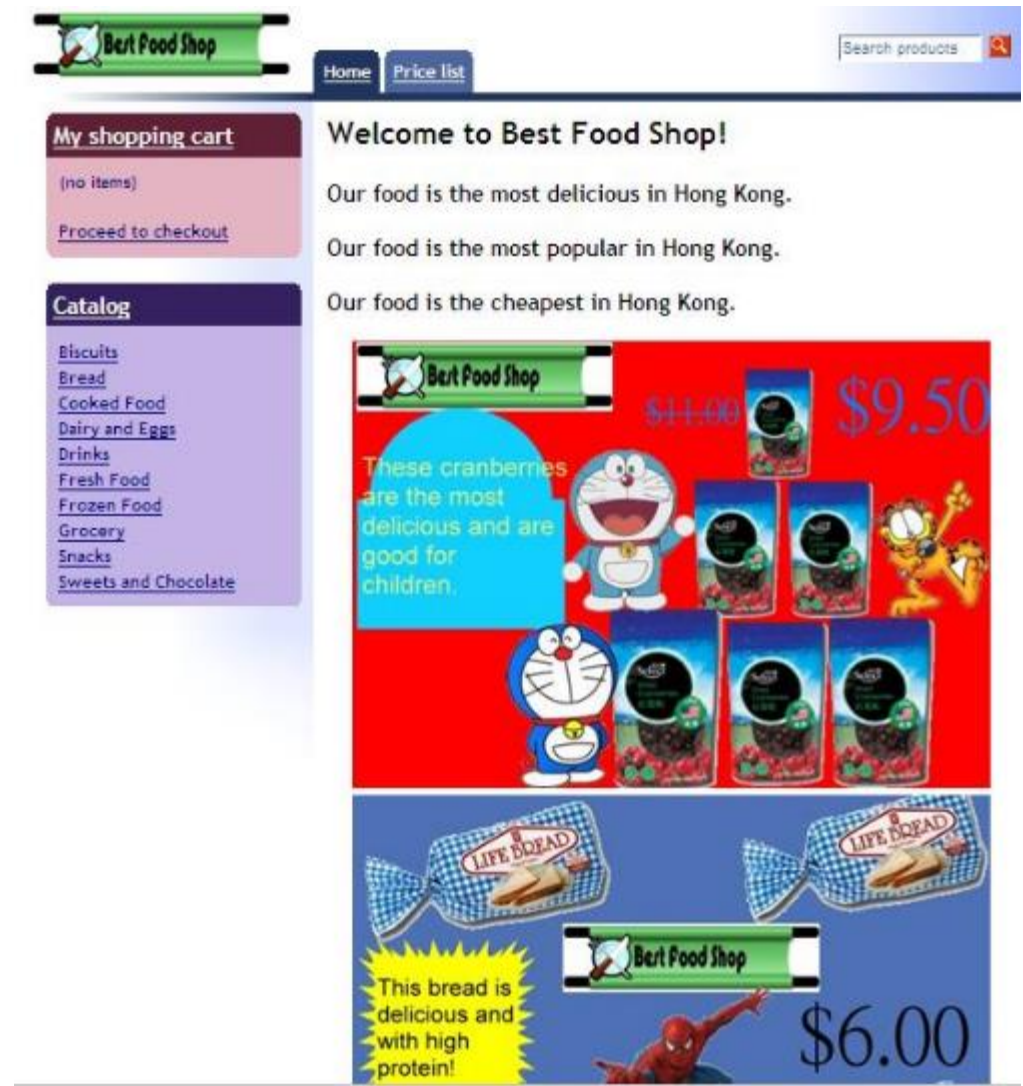 Best Food Shop
Home
Price list
Search products
My shopping cart
(no items)
Proceed to checkout
Catalog
Biscuits
Bread
Cooked Food
Dairy and Eggs
Drinks
Fresh Food
Frozen Food
Grocery
Snacks
Sweets and Chocolate
Welcome to Best Food Shop!
Our food is the most delicious in Hong Kong.
Our food is the most popular in Hong Kong.
Our food is the cheapest in Hong Kong.
Best Food Shop
$11.00
$9.50
These cranberries
are the most
delicious and are
good for
children.
LIFE BREAD
LIFE BREAD
Best Food Shop
This bread is
delicious and
with high
protein!
$6.00